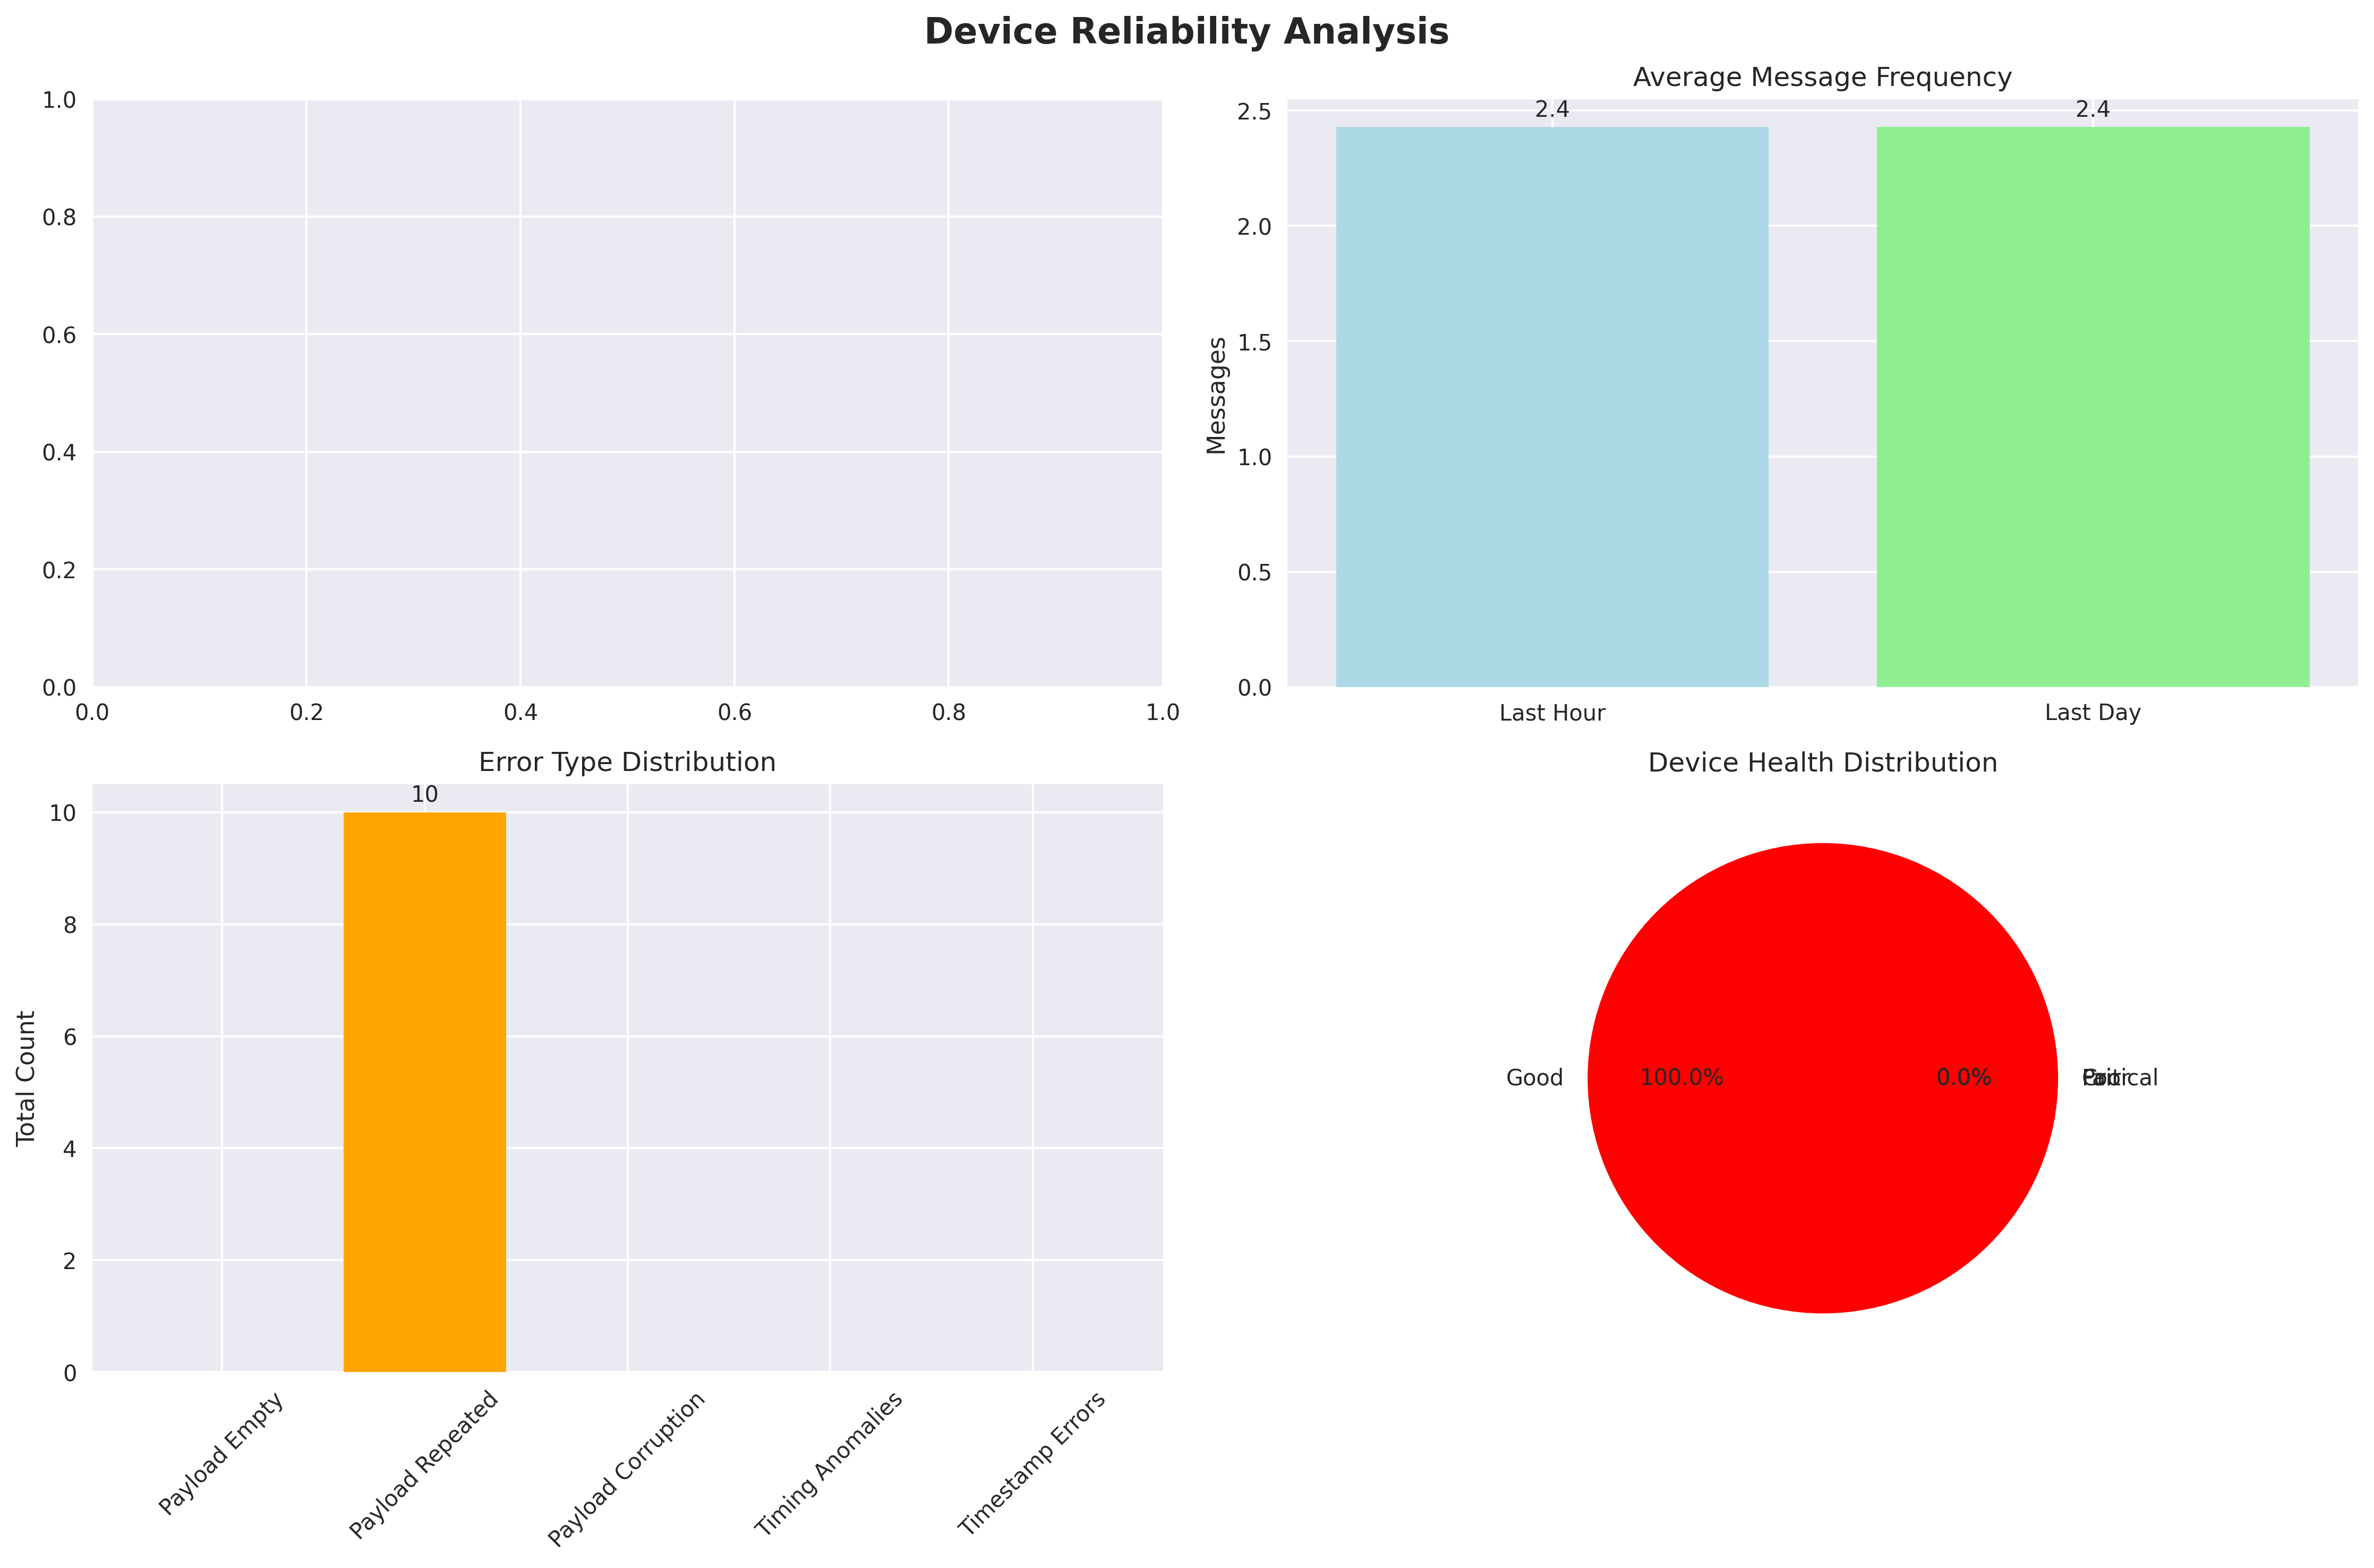 Device Reliability Analysis
1.0
0.8
0.6
0.4
0.2
0.0
0.0 0.2 0.4 0.6 0.8 1.0
Average Message Frequency
Messages
2.5
2.0
1.5
1.0
0.5
0.0
2.4 2.4
Last Hour Last Day
Error Type Distribution
Total Count
10
8
6
4
2
0
10
Payload Empty
Payload Repeated
Payload Corruption
Timing Anomalies
Timestamp Errors
Device Health Distribution
Good 100.0% 0.0%